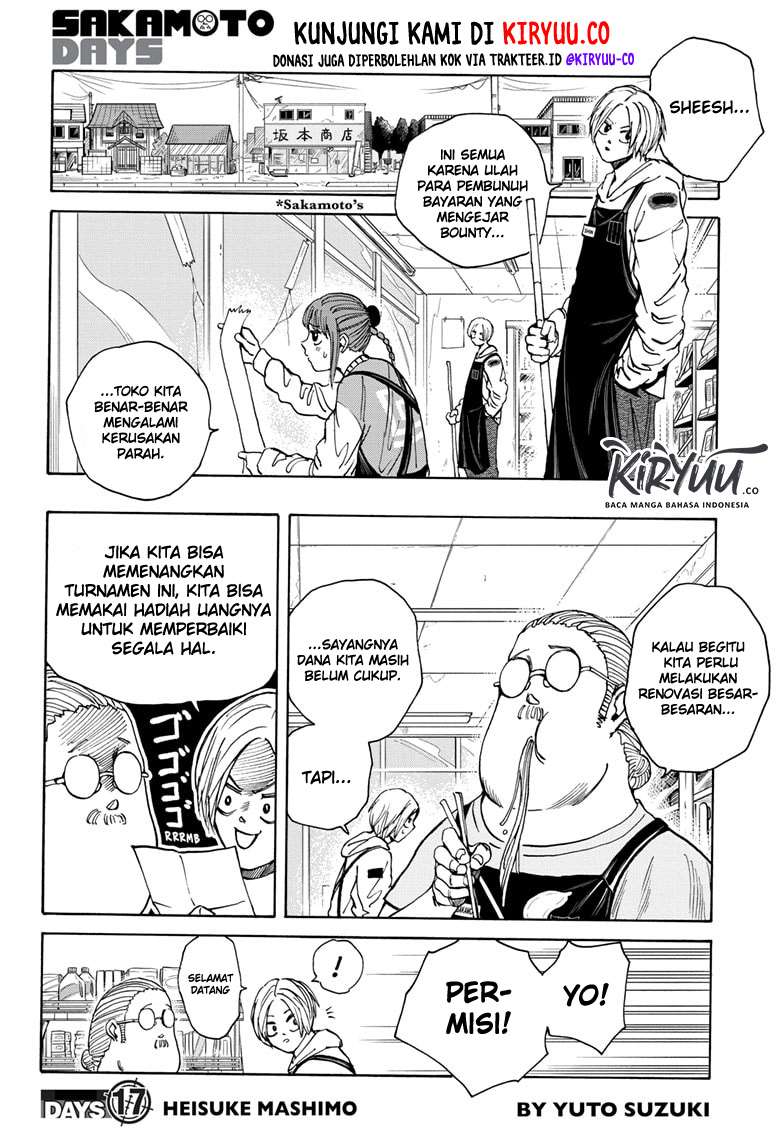 SAKAMOTO
DAYS
KUNJUNGI KAMI DI KIRYUU.CO
DONASI JUGA DIPERBOLEHLAN KOK VIA TRAKTEER.ID @KIRYUU-CO
坂本商店
*Sakamoto's
SHEESH...
INI SEMUA
KARENA ULAH
PARA PEMBUNUH
BAYARAN YANG
MENGEJAR
BOUNTY...
SHIN
...TOKO KITA
BENAR-BENAR
MENGALAMI
KERUSAKAN
PARAH.
KIRYUU.CO
BACA MANGA BAHASA INDONESIA
KALAU BEGITU
KITA PERLU
MELAKUKAN
RENOVASI BESAR-
BESARAN...
...SAYANGNYA
DANA KITA MASIH
BELUM CUKUP.
TAPI...
SAKAMO
JIKA KITA BISA
MEMENANGKAN
TURNAMEN INI, KITA BISA
MEMAKAI HADIAH UANGNYA
UNTUK MEMPERBAIKI
SEGALA HAL.
ゴゴゴゴゴ
RRRMB
YO!
PER-
MISI!
!
SELAMAT
DATANG
DAYS 17 HEISUKE MASHIMO
BY YUTO SUZUKI